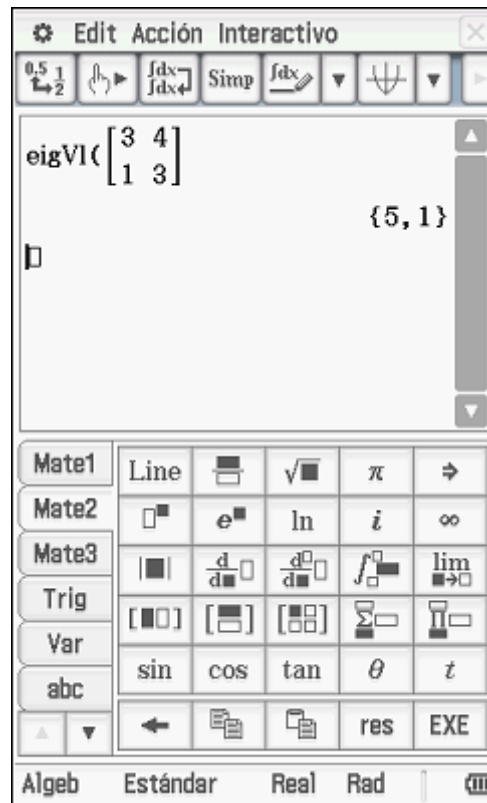 Edit Acción Interactivo
0.5 1 2 ∫dx ∫dx Simp ∫dx
eigVl([3 4
1 3]
{5,1}
Mate1 Line √■ π ⇒
Mate2 □■ e■ ln i ∞
Mate3 |■| d/d■□ d□/d■□ ∫ lim ■→□
Trig [■□] Σ Π
Var sin cos tan θ t
abc res EXE
Algeb Estándar Real Rad